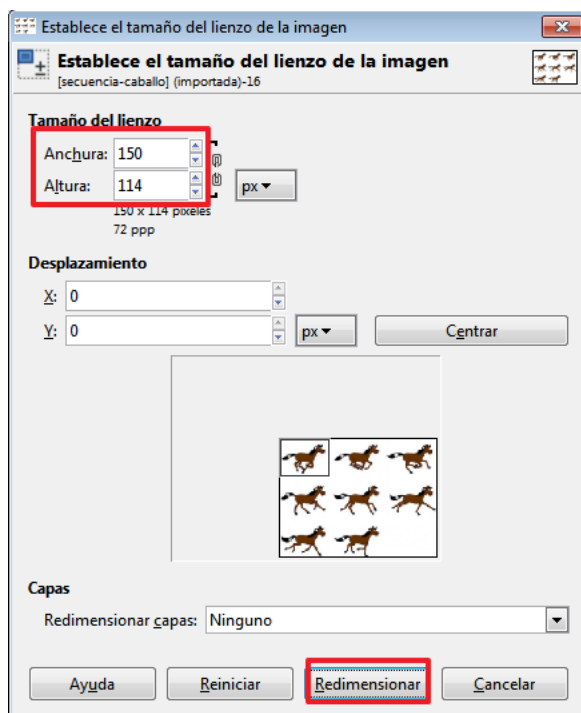 Establece el tamaño del lienzo de la imagen
Establece el tamaño del lienzo de la imagen
[secuencia-caballo] (importada)-16
Tamaño del lienzo
Anchura: 150
Altura: 114 px
150 x 114 píxeles
72 ppp
Desplazamiento
X: 0
Y: 0 px Centrar
Capas
Redimensionar capas: Ninguno
Ayuda Reiniciar Redimensionar Cancelar